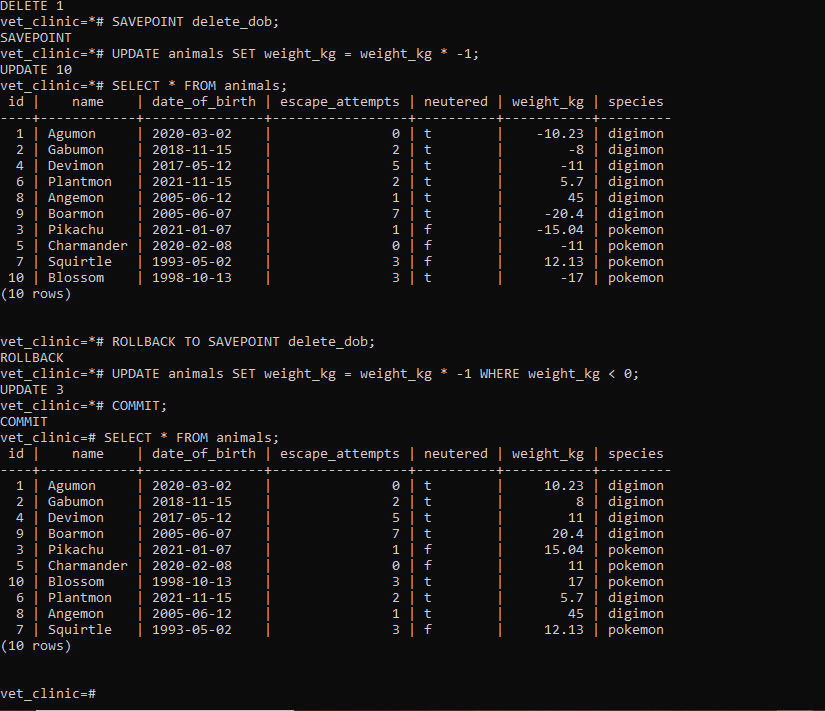 DELETE 1
vet_clinic=*# SAVEPOINT delete_dob;
SAVEPOINT
vet_clinic=*# UPDATE animals SET weight_kg = weight_kg * -1;
UPDATE 10
vet_clinic=*# SELECT * FROM animals;
 id |    name    | date_of_birth | escape_attempts | neutered | weight_kg | species
----+------------+---------------+-----------------+----------+-----------+---------
  1 | Agumon     | 2020-03-02    |               0 | t        |    -10.23 | digimon
  2 | Gabumon    | 2018-11-15    |               2 | t        |        -8 | digimon
  4 | Devimon    | 2017-05-12    |               5 | t        |       -11 | digimon
  6 | Plantmon   | 2021-11-15    |               2 | t        |       5.7 | digimon
  8 | Angemon    | 2005-06-12    |               1 | t        |        45 | digimon
  9 | Boarmon    | 2005-06-07    |               7 | t        |     -20.4 | digimon
  3 | Pikachu    | 2021-01-07    |               1 | f        |    -15.04 | pokemon
  5 | Charmander | 2020-02-08    |               0 | f        |       -11 | pokemon
  7 | Squirtle   | 1993-05-02    |               3 | f        |     12.13 | pokemon
 10 | Blossom    | 1998-10-13    |               3 | t        |       -17 | pokemon
(10 rows)
vet_clinic=*# ROLLBACK TO SAVEPOINT delete_dob;
ROLLBACK
vet_clinic=*# UPDATE animals SET weight_kg = weight_kg * -1 WHERE weight_kg < 0;
UPDATE 3
vet_clinic=*# COMMIT;
COMMIT
vet_clinic=# SELECT * FROM animals;
 id |    name    | date_of_birth | escape_attempts | neutered | weight_kg | species
----+------------+---------------+-----------------+----------+-----------+---------
  1 | Agumon     | 2020-03-02    |               0 | t        |     10.23 | digimon
  2 | Gabumon    | 2018-11-15    |               2 | t        |         8 | digimon
  4 | Devimon    | 2017-05-12    |               5 | t        |        11 | digimon
  9 | Boarmon    | 2005-06-07    |               7 | t        |      20.4 | digimon
  3 | Pikachu    | 2021-01-07    |               1 | f        |     15.04 | pokemon
  5 | Charmander | 2020-02-08    |               0 | f        |        11 | pokemon
 10 | Blossom    | 1998-10-13    |               3 | t        |        17 | pokemon
  6 | Plantmon   | 2021-11-15    |               2 | t        |       5.7 | digimon
  8 | Angemon    | 2005-06-12    |               1 | t        |        45 | digimon
  7 | Squirtle   | 1993-05-02    |               3 | f        |     12.13 | pokemon
(10 rows)
vet_clinic=#